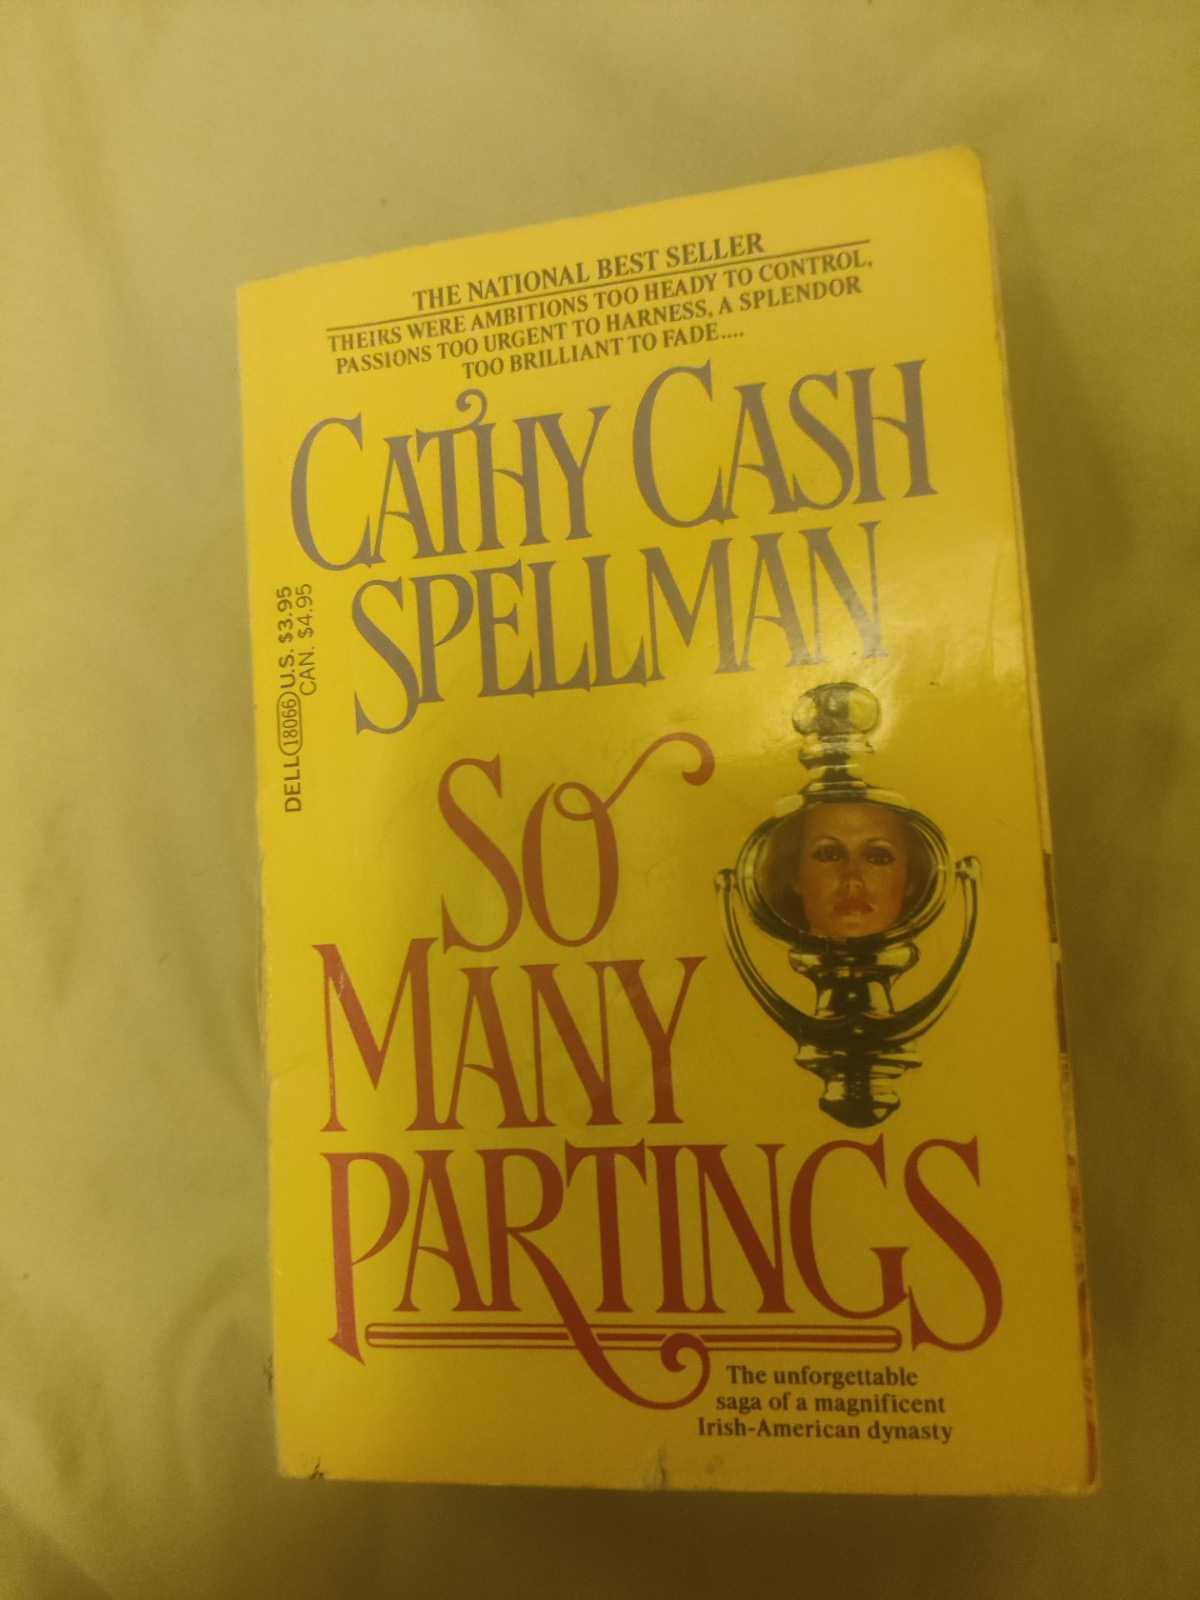 THE NATIONAL BEST SELLER
THEIRS WERE AMBITIONS TOO HEADY TO CONTROL,
PASSIONS TOO URGENT TO HARNESS, A SPLENDOR
TOO BRILLIANT TO FADE....
CATHY CASH
SPELLMAN
DELL 18066 U.S. $3.95
CAN. $4.95
SO
MANY
PARTINGS
The unforgettable
saga of a magnificent
Irish-American dynasty